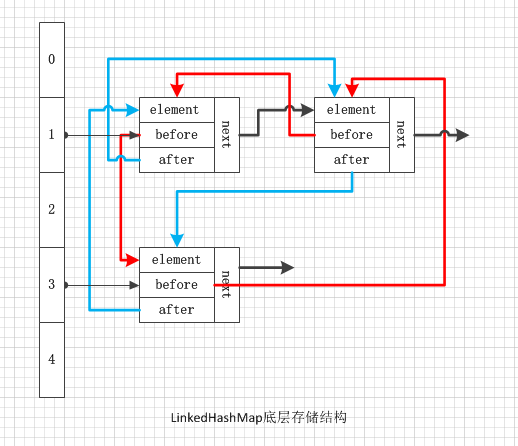 0
1
2
3
4
element
before
after
next
element
before
after
next
element
before
after
next
LinkedHashMap底层存储结构